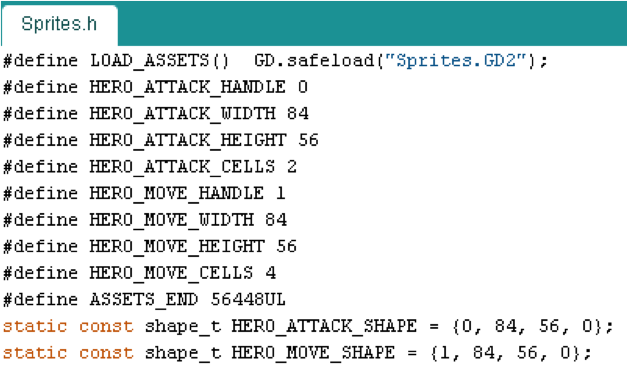 Sprites.h
#define LOAD_ASSETS()  GD.safeload("Sprites.GD2");
#define HERO_ATTACK_HANDLE 0
#define HERO_ATTACK_WIDTH 84
#define HERO_ATTACK_HEIGHT 56
#define HERO_ATTACK_CELLS 2
#define HERO_MOVE_HANDLE 1
#define HERO_MOVE_WIDTH 84
#define HERO_MOVE_HEIGHT 56
#define HERO_MOVE_CELLS 4
#define ASSETS_END 56448UL
static const shape_t HERO_ATTACK_SHAPE = {0, 84, 56, 0};
static const shape_t HERO_MOVE_SHAPE = {1, 84, 56, 0};